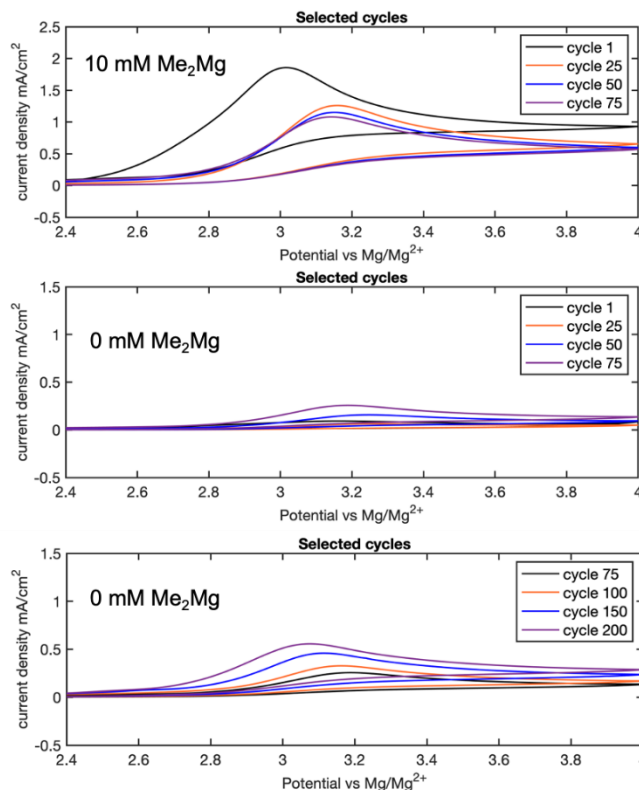 Selected cycles
10 mM Me₂Mg
cycle 1
cycle 25
cycle 50
cycle 75
current density mA/cm²
2.5
2
1.5
1
0.5
0
-0.5
2.4 2.6 2.8 3 3.2 3.4 3.6 3.8 4
Potential vs Mg/Mg²⁺
Selected cycles
0 mM Me₂Mg
cycle 1
cycle 25
cycle 50
cycle 75
current density mA/cm²
1.5
1
0.5
0
-0.5
2.4 2.6 2.8 3 3.2 3.4 3.6 3.8 4
Potential vs Mg/Mg²⁺
Selected cycles
0 mM Me₂Mg
cycle 75
cycle 100
cycle 150
cycle 200
current density mA/cm²
1.5
1
0.5
0
-0.5
2.4 2.6 2.8 3 3.2 3.4 3.6 3.8 4
Potential vs Mg/Mg²⁺